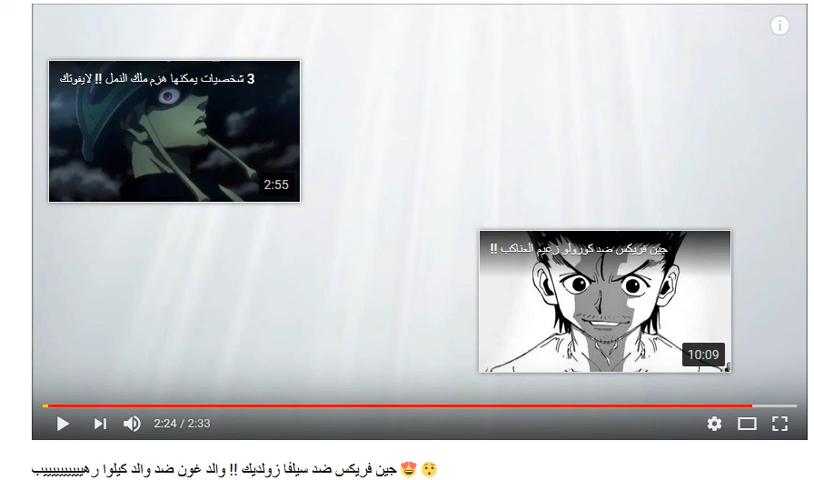 3 شخصيات يمكنها هزم ملك النمل !! لايفوتك
2:55
جين فريكس ضد كورولو زعيم العناكب !!
10:09
2:24 / 2:33
جين فريكس ضد سيلفا زولديك !! والد غون ضد والد كيلوا رهيييييييييييب 😍 😯